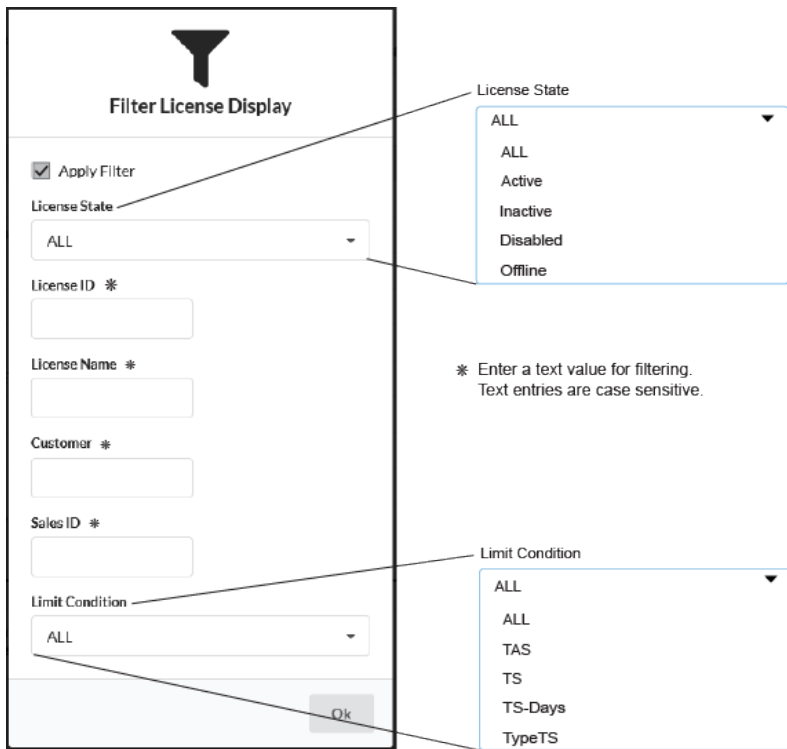 Filter License Display
Apply Filter
License State
ALL
License ID *
License Name *
Customer *
Sales ID *
Limit Condition
ALL
Ok
License State
ALL
ALL
Active
Inactive
Disabled
Offline
* Enter a text value for filtering.
Text entries are case sensitive.
Limit Condition
ALL
ALL
TAS
TS
TS-Days
TypeTS